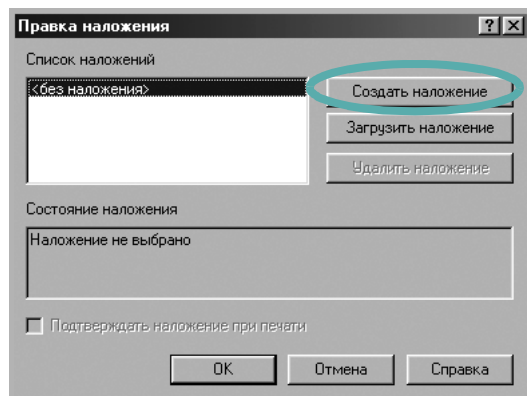 Правка наложения
Список наложений
<без наложения>
Создать наложение
Загрузить наложение
Удалить наложение
Состояние наложения
Наложение не выбрано
Подтверждать наложение при печати
OK
Отмена
Справка